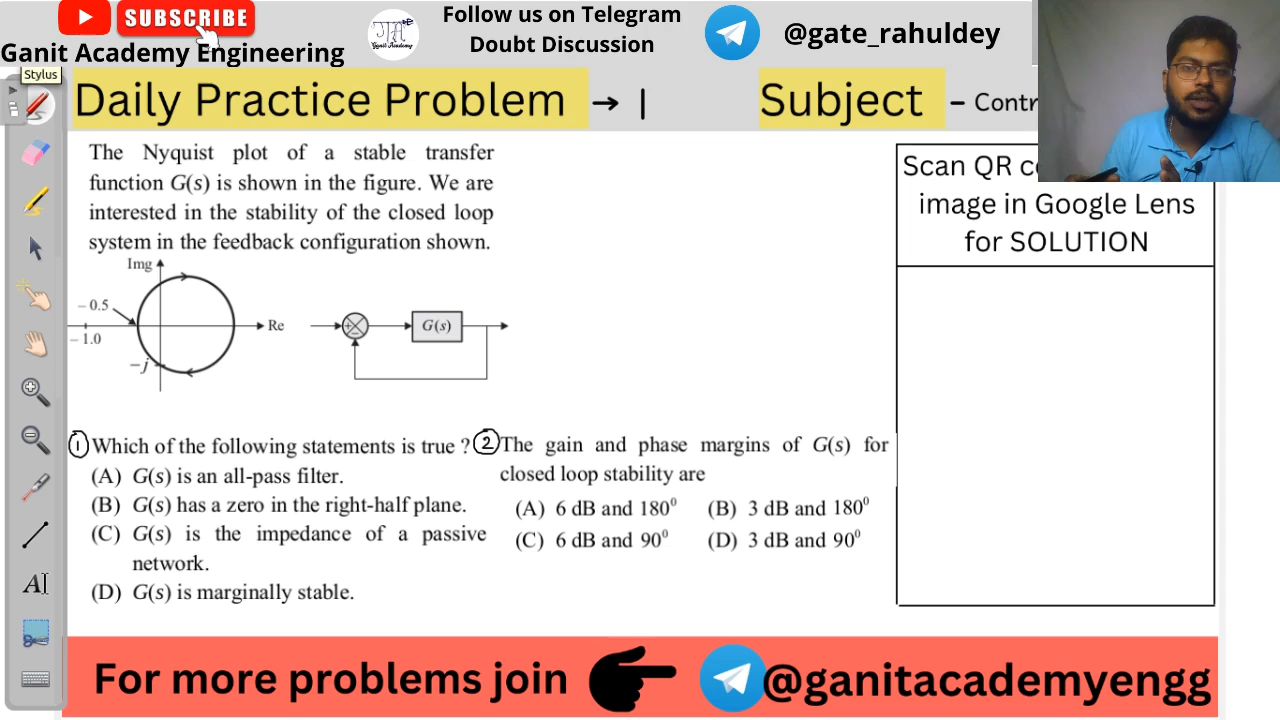 SUBSCRIBE
Ganit Academy Engineering
Follow us on Telegram
Doubt Discussion
@gate_rahuldey
Stylus
Daily Practice Problem → |
Subject - Contr
The Nyquist plot of a stable transfer
function G(s) is shown in the figure. We are
interested in the stability of the closed loop
system in the feedback configuration shown.
Img
- 0.5
Re
- 1.0
-j
+
-
G(s)
① Which of the following statements is true ?
(A) G(s) is an all-pass filter.
(B) G(s) has a zero in the right-half plane.
(C) G(s) is the impedance of a passive
network.
(D) G(s) is marginally stable.
② The gain and phase margins of G(s) for
closed loop stability are
(A) 6 dB and 180⁰ (B) 3 dB and 180⁰
(C) 6 dB and 90⁰ (D) 3 dB and 90⁰
Scan QR
image in Google Lens
for SOLUTION
AI
For more problems join
@ganitacademyengg